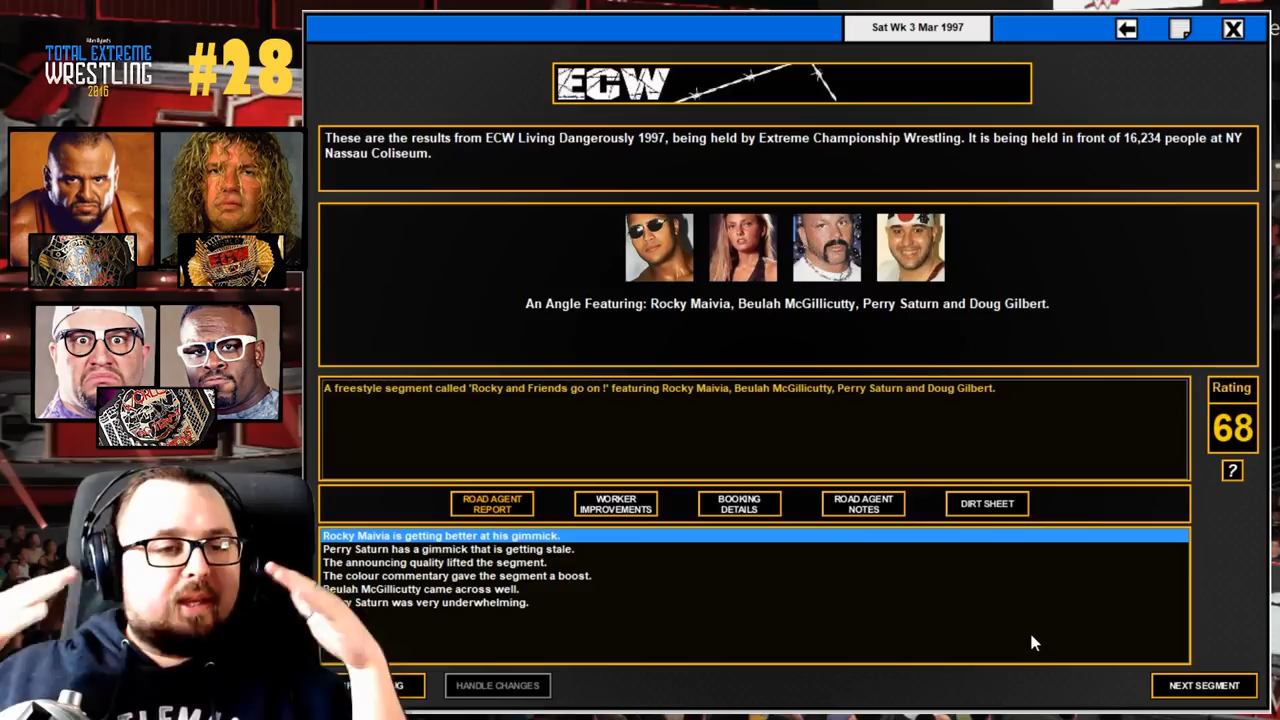 Adam Ryland's
TOTAL EXTREME
WRESTLING
2016
#28
Sat Wk 3 Mar 1997
ECW
These are the results from ECW Living Dangerously 1997, being held by Extreme Championship Wrestling. It is being held in front of 16,234 people at NY
Nassau Coliseum.
An Angle Featuring: Rocky Maivia, Beulah McGillicutty, Perry Saturn and Doug Gilbert.
A freestyle segment called 'Rocky and Friends go on !' featuring Rocky Maivia, Beulah McGillicutty, Perry Saturn and Doug Gilbert.
Rating
68
?
ROAD AGENT
REPORT
WORKER
IMPROVEMENTS
BOOKING
DETAILS
ROAD AGENT
NOTES
DIRT SHEET
Rocky Maivia is getting better at his gimmick.
Perry Saturn has a gimmick that is getting stale.
The announcing quality lifted the segment.
The colour commentary gave the segment a boost.
Beulah McGillicutty came across well.
Saturn was very underwhelming.
HANDLE CHANGES
NEXT SEGMENT